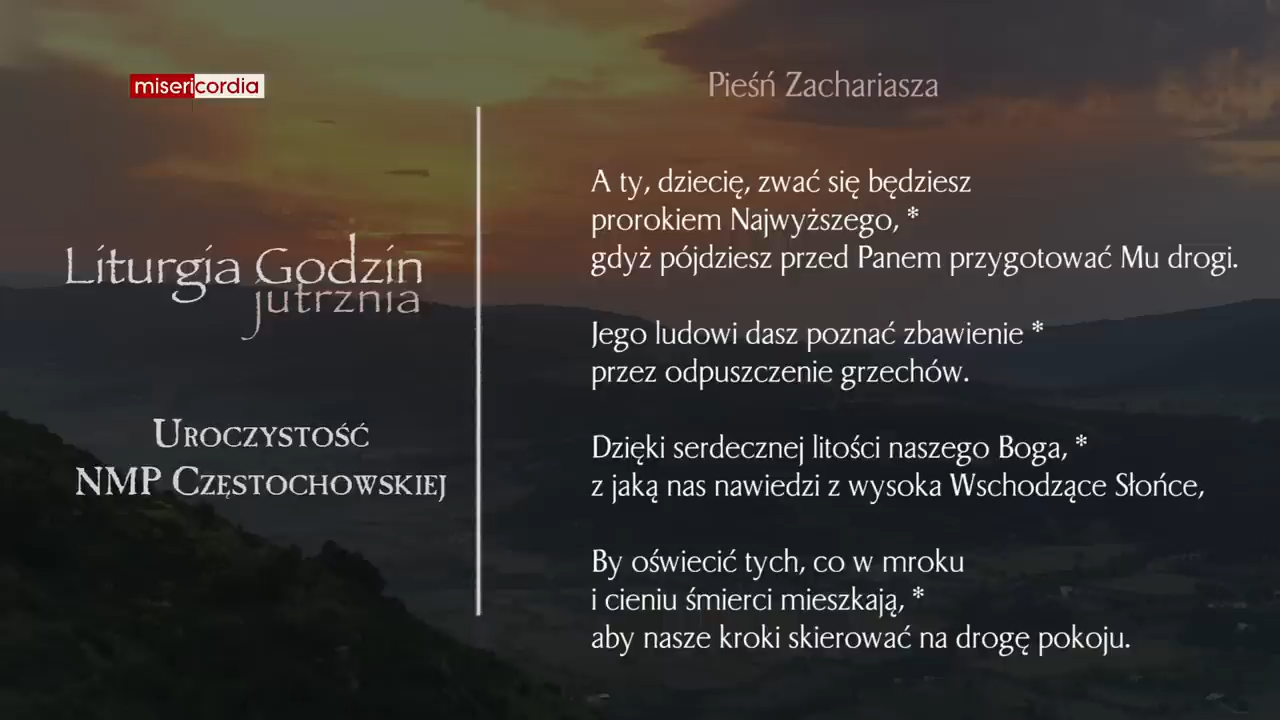 misericordia
Liturgia Godzin
jutrznia
Uroczystość
NMP Częstochowskiej
Pieśń Zachariasza
A ty, dziecię, zwać się będziesz
prorokiem Najwyższego, *
gdyż pójdziesz przed Panem przygotować Mu drogi.
Jego ludowi dasz poznać zbawienie *
przez odpuszczenie grzechów.
Dzięki serdecznej litości naszego Boga, *
z jaką nas nawiedzi z wysoka Wschodzące Słońce,
By oświecić tych, co w mroku
i cieniu śmierci mieszkają, *
aby nasze kroki skierować na drogę pokoju.